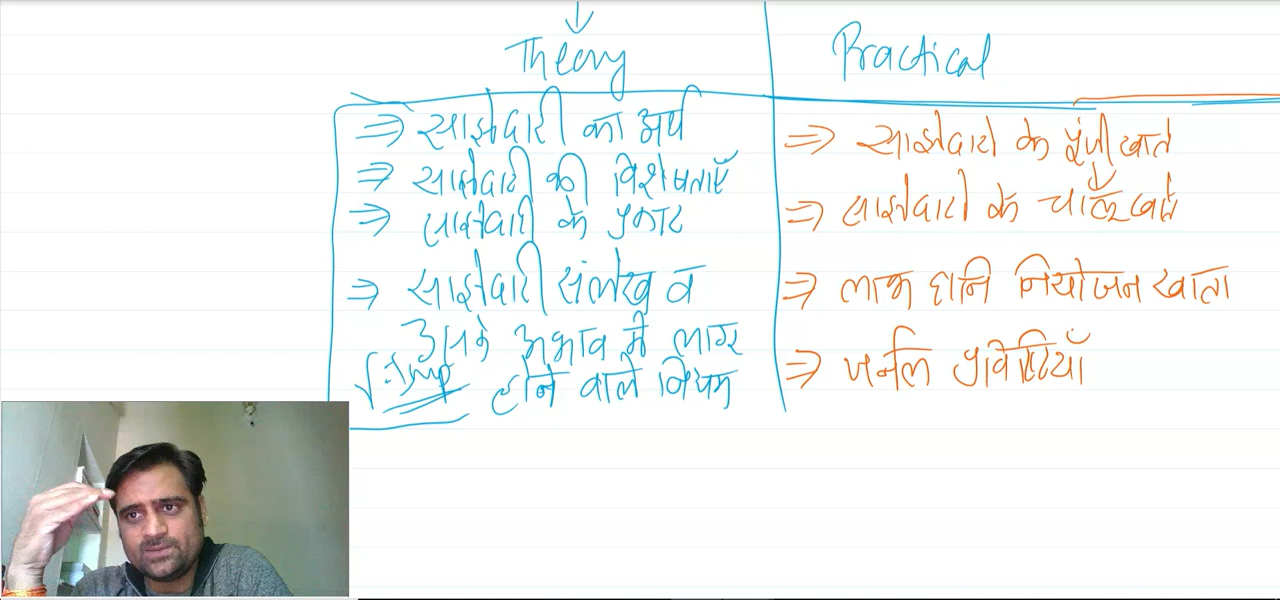 Theory
Practical
⇒ साझेदारी का अर्थ
⇒ साझेदारी की विशेषताएँ
⇒ साझेदारी के प्रकार
⇒ साझेदारी संलेख व
उसके अभाव में लागू
V.Imp होने वाले नियम
⇒ साझेदारो के पूंजी खाते
⇒ साझेदारो के चालू खाते
⇒ लाभ हानि नियोजन खाता
⇒ जर्नल प्रविष्टियाँ